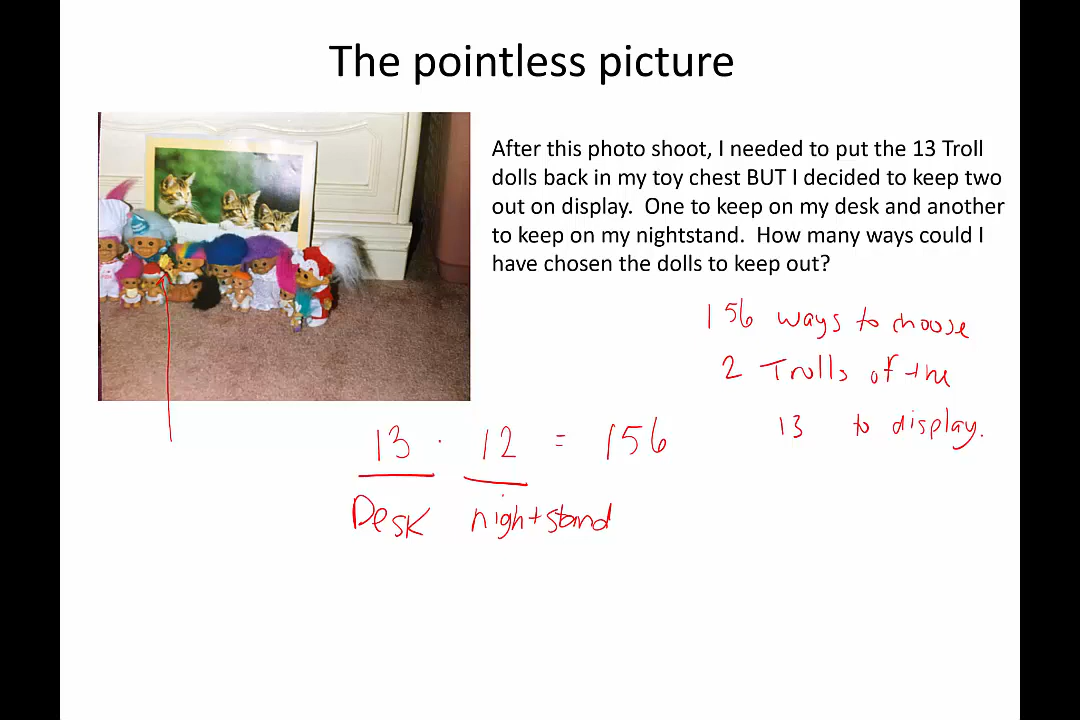 The pointless picture
After this photo shoot, I needed to put the 13 Troll
dolls back in my toy chest BUT I decided to keep two
out on display.  One to keep on my desk and another
to keep on my nightstand.  How many ways could I
have chosen the dolls to keep out?
156 ways to choose
2 Trolls of the
13 to display.
13 · 12 = 156
Desk nightstand